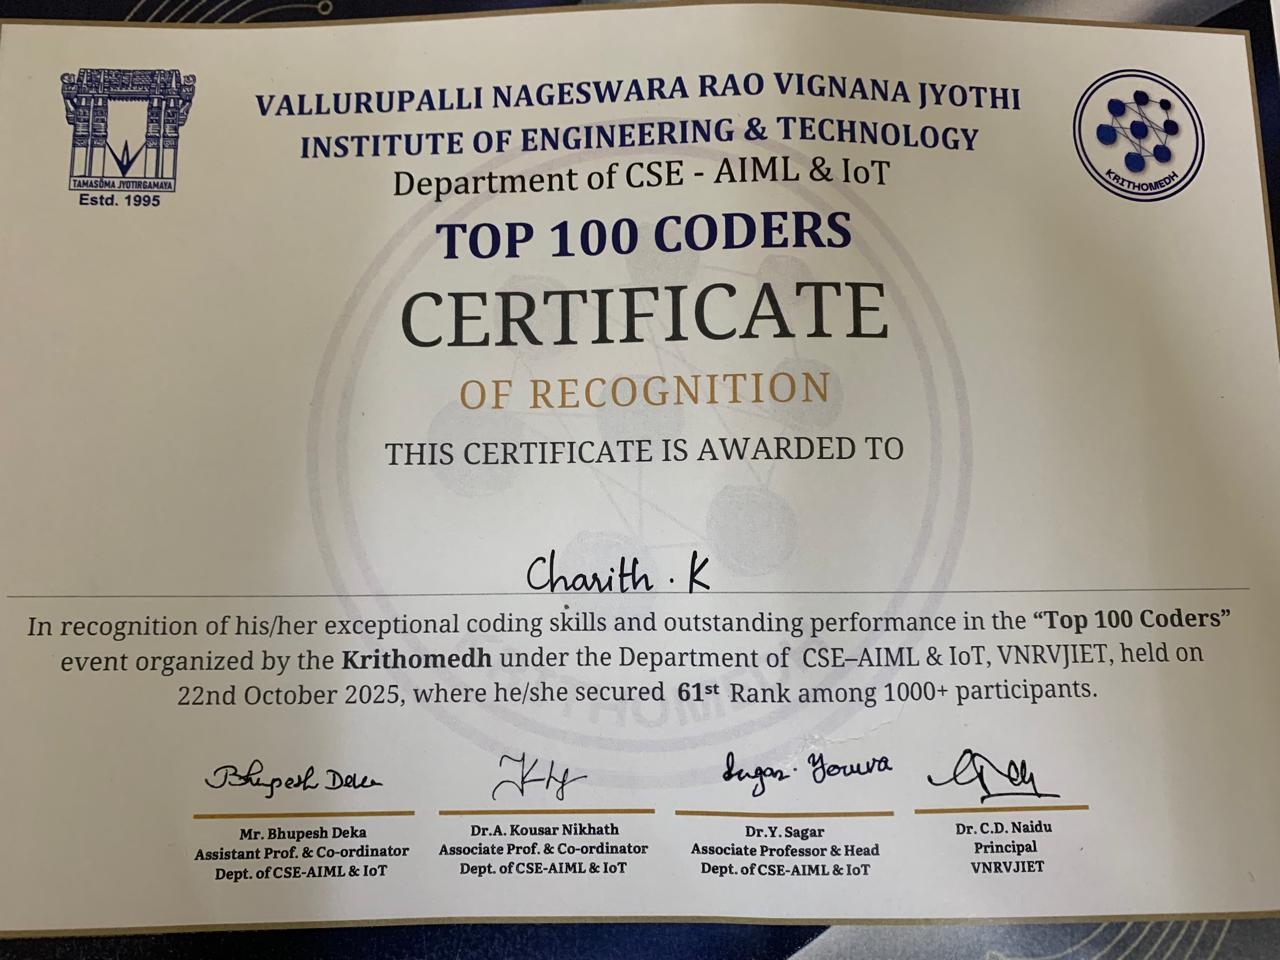 VALLURUPALLI NAGESWARA RAO VIGNANA JYOTHI
INSTITUTE OF ENGINEERING & TECHNOLOGY
Department of CSE - AIML & IoT
TAMASOMA JYOTIRGAMAYA
Estd. 1995
KRITHOMEDH
TOP 100 CODERS
CERTIFICATE
OF RECOGNITION
THIS CERTIFICATE IS AWARDED TO
Charith . K
In recognition of his/her exceptional coding skills and outstanding performance in the “Top 100 Coders”
event organized by the Krithomedh under the Department of CSE–AIML & IoT, VNRVJIET, held on
22nd October 2025, where he/she secured 61st Rank among 1000+ participants.
Bhupesh Deka
Mr. Bhupesh Deka
Assistant Prof. & Co-ordinator
Dept. of CSE-AIML & IoT
Dr.A. Kousar Nikhath
Associate Prof. & Co-ordinator
Dept. of CSE-AIML & IoT
Dr.Y. Sagar
Associate Professor & Head
Dept. of CSE-AIML & IoT
Dr. C.D. Naidu
Principal
VNRVJIET